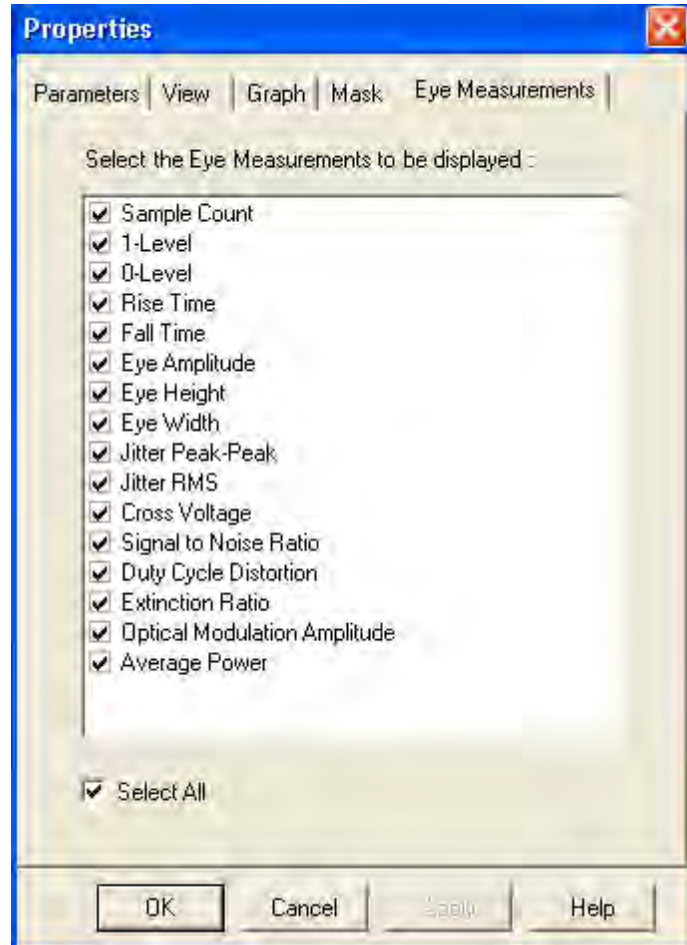 Properties
Parameters View Graph Mask Eye Measurements
Select the Eye Measurements to be displayed :
Sample Count
1-Level
0-Level
Rise Time
Fall Time
Eye Amplitude
Eye Height
Eye Width
Jitter Peak-Peak
Jitter RMS
Cross Voltage
Signal to Noise Ratio
Duty Cycle Distortion
Extinction Ratio
Optical Modulation Amplitude
Average Power
Select All
OK Cancel Apply Help